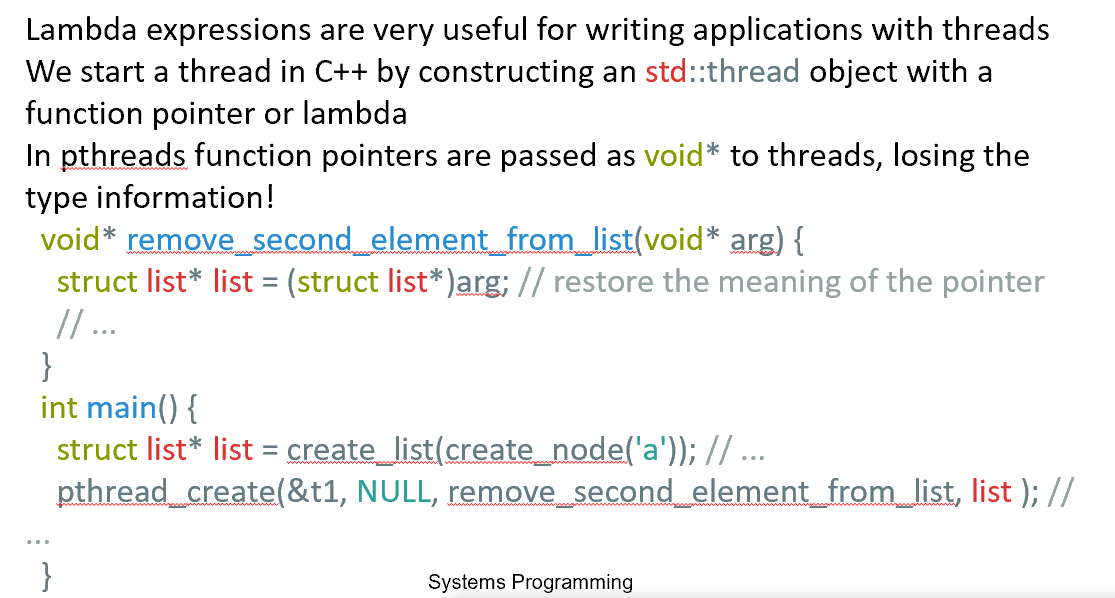 Lambda expressions are very useful for writing applications with threads
We start a thread in C++ by constructing an std::thread object with a
function pointer or lambda
In pthreads function pointers are passed as void* to threads, losing the
type information!
void* remove_second_element_from_list(void* arg) {
struct list* list = (struct list*)arg; // restore the meaning of the pointer
// ...
}
int main() {
struct list* list = create_list(create_node('a')); // ...
pthread_create(&t1, NULL, remove_second_element_from_list, list ); //
...
}
Systems Programming